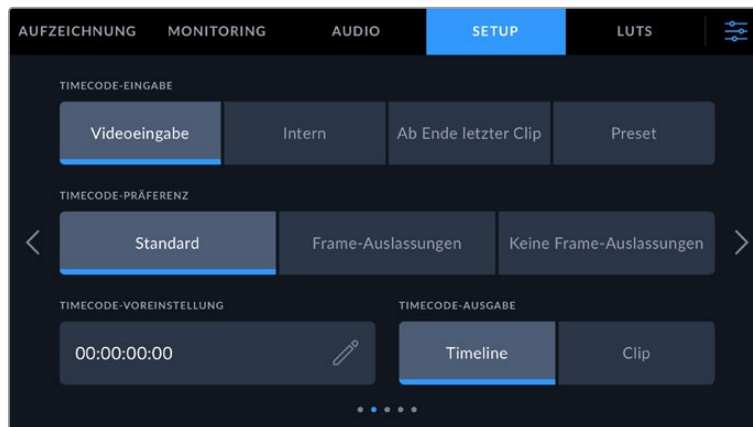 AUFZEICHNUNG MONITORING AUDIO SETUP LUTS
TIMECODE-EINGABE
Videoeingabe Intern Ab Ende letzter Clip Preset
TIMECODE-PRÄFERENZ
Standard Frame-Auslassungen Keine Frame-Auslassungen
TIMECODE-VOREINSTELLUNG TIMECODE-AUSGABE
00:00:00:00 Timeline Clip